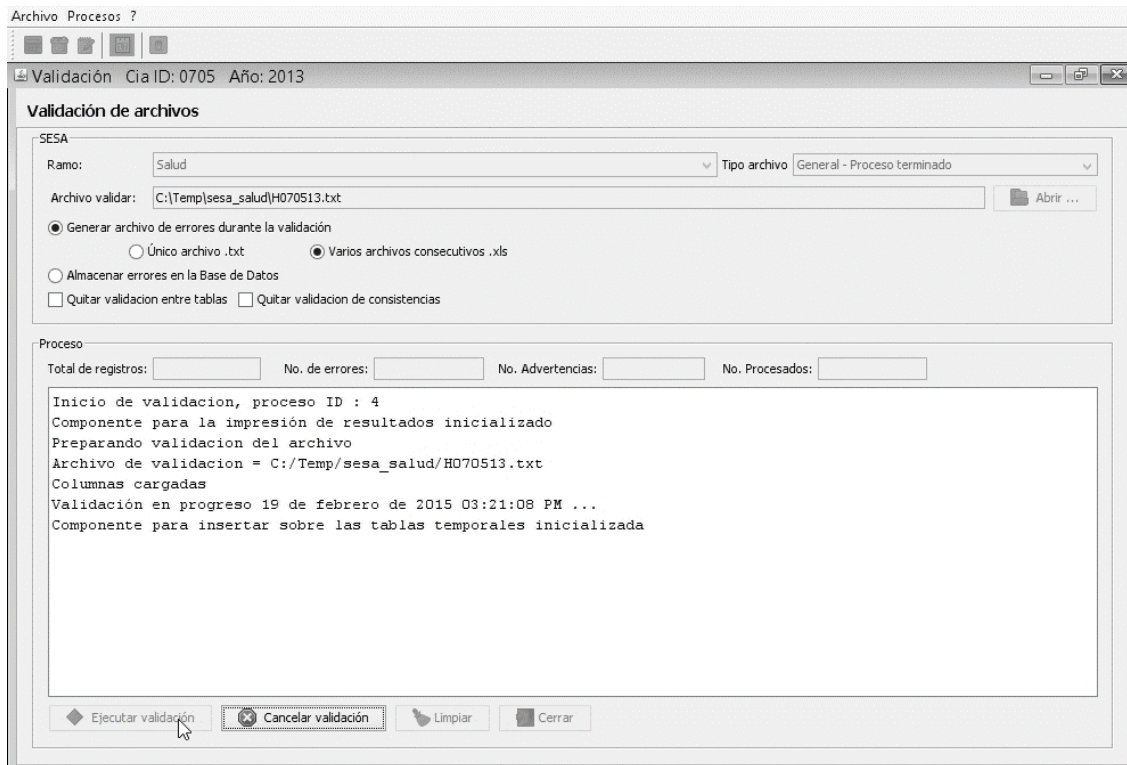 Archivo Procesos ?
Validación Cia ID: 0705 Año: 2013
Validación de archivos
SESA
Ramo: Salud Tipo archivo General - Proceso terminado
Archivo validar: C:\Temp\sesa_salud\H070513.txt Abrir ...
Generar archivo de errores durante la validación
Único archivo .txt Varios archivos consecutivos .xls
Almacenar errores en la Base de Datos
Quitar validacion entre tablas Quitar validacion de consistencias
Proceso
Total de registros: No. de errores: No. Advertencias: No. Procesados:
Inicio de validacion, proceso ID : 4
Componente para la impresión de resultados inicializado
Preparando validacion del archivo
Archivo de validacion = C:/Temp/sesa_salud/H070513.txt
Columnas cargadas
Validación en progreso 19 de febrero de 2015 03:21:08 PM ...
Componente para insertar sobre las tablas temporales inicializada
Ejecutar validación Cancelar validación Limpiar Cerrar